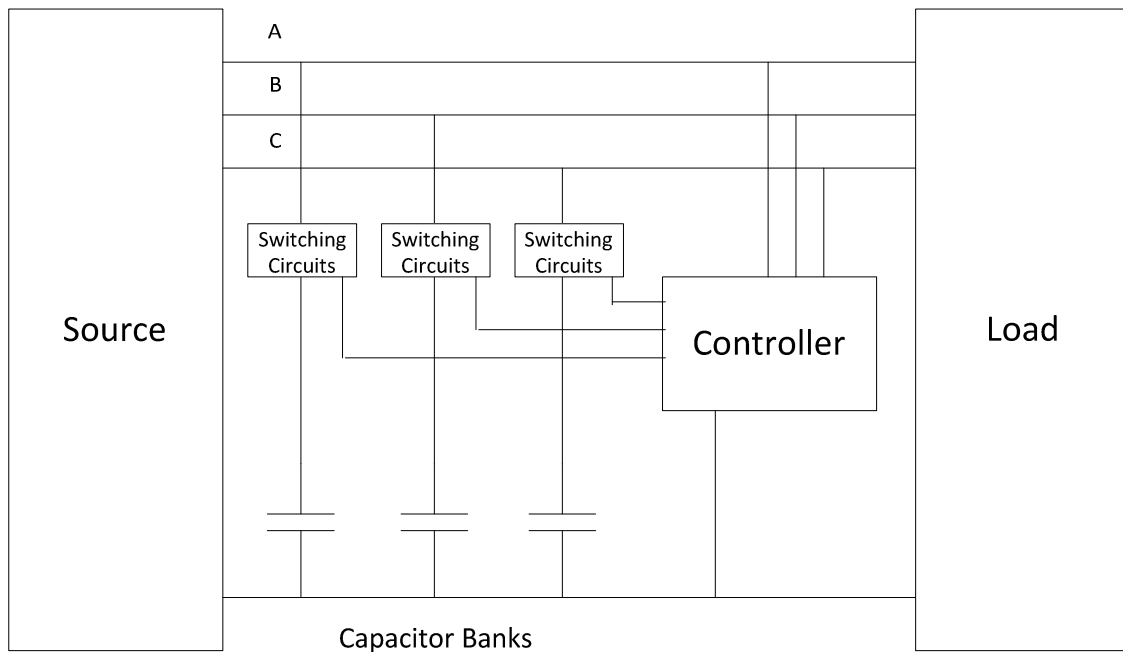 A
B
C
Switching
Circuits
Switching
Circuits
Switching
Circuits
Source
Controller
Load
Capacitor Banks